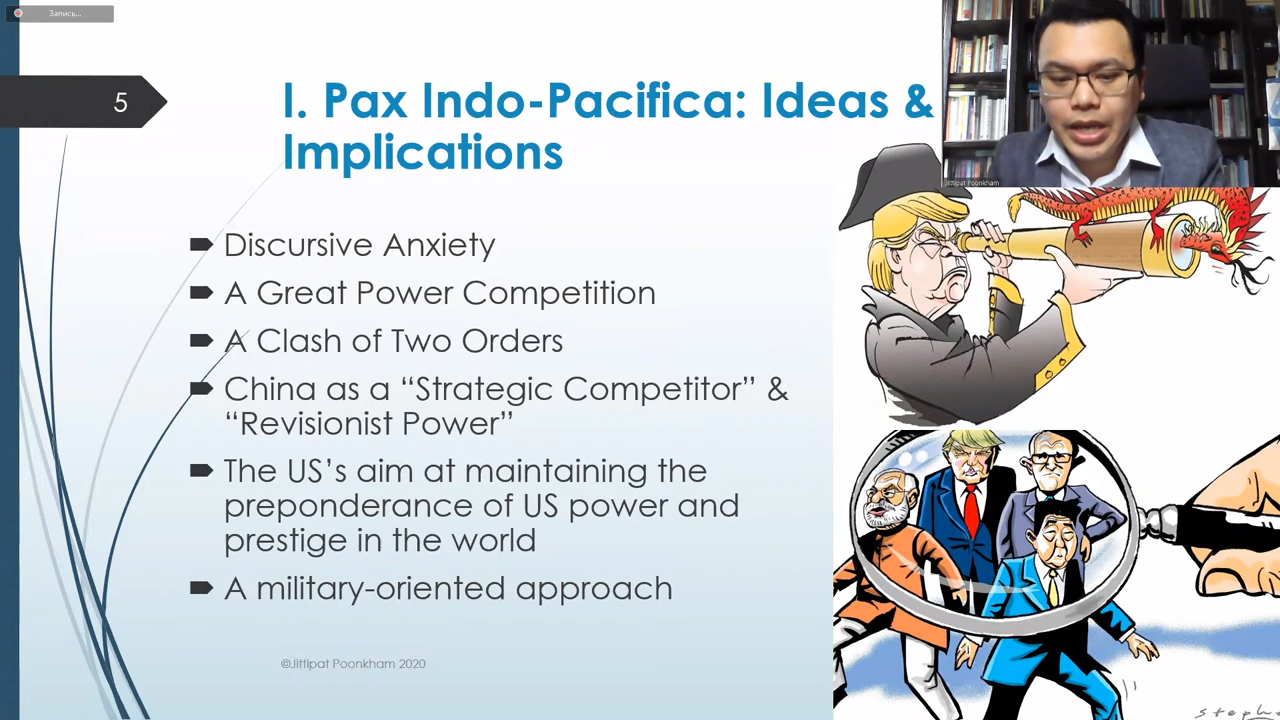 Запись...
5
I. Pax Indo-Pacifica: Ideas &
Implications
Jittipat Poonkham
Discursive Anxiety
A Great Power Competition
A Clash of Two Orders
China as a “Strategic Competitor” &
“Revisionist Power”
The US’s aim at maintaining the
preponderance of US power and
prestige in the world
A military-oriented approach
©Jittipat Poonkham 2020